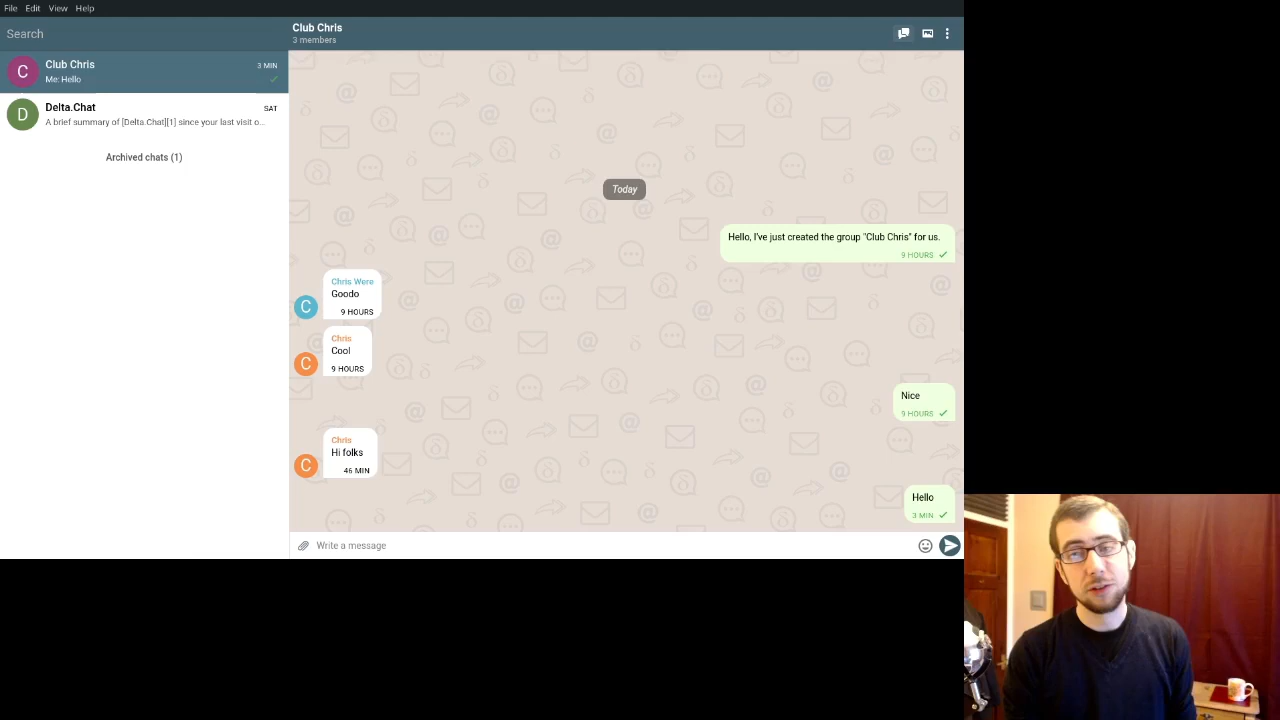 File Edit View Help
Search
Club Chris
3 members
C
Club Chris
3 MIN
Me: Hello
D
Delta.Chat
SAT
A brief summary of [Delta.Chat][1] since your last visit o...
Archived chats (1)
Today
Hello, I've just created the group "Club Chris" for us.
9 HOURS
Chris Were
Goodo
C
9 HOURS
Chris
Cool
C
9 HOURS
Nice
9 HOURS
Chris
Hi folks
C
46 MIN
Hello
3 MIN
Write a message